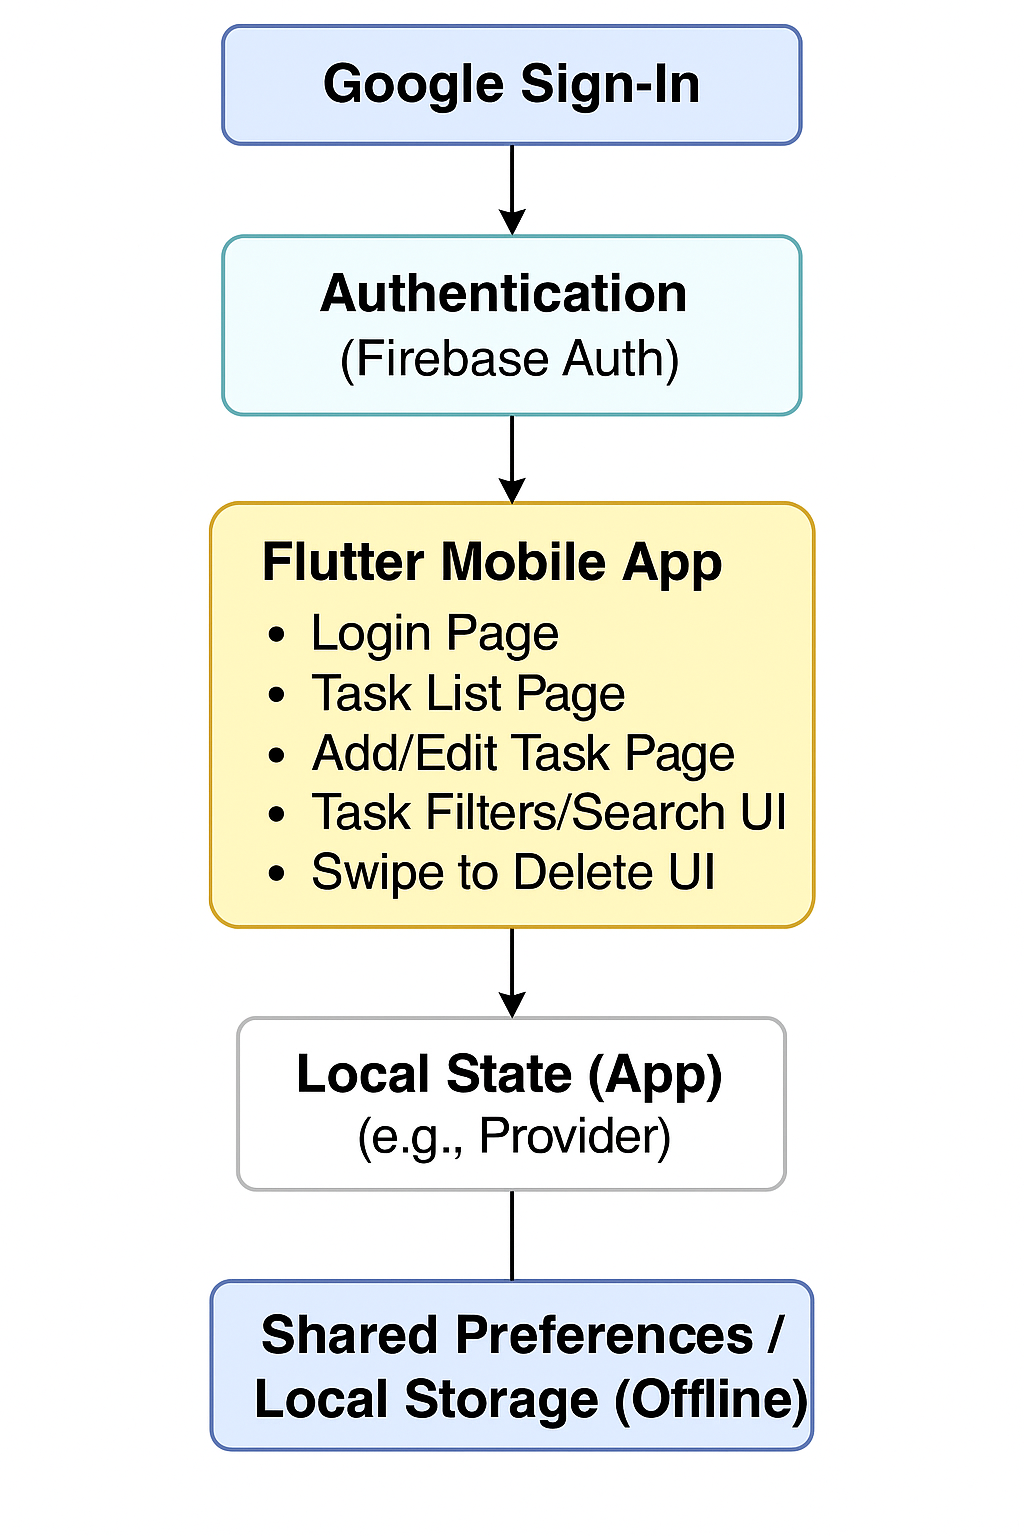 Google Sign-In
Authentication
(Firebase Auth)
Flutter Mobile App
• Login Page
• Task List Page
• Add/Edit Task Page
• Task Filters/Search UI
• Swipe to Delete UI
Local State (App)
(e.g., Provider)
Shared Preferences /
Local Storage (Offline)